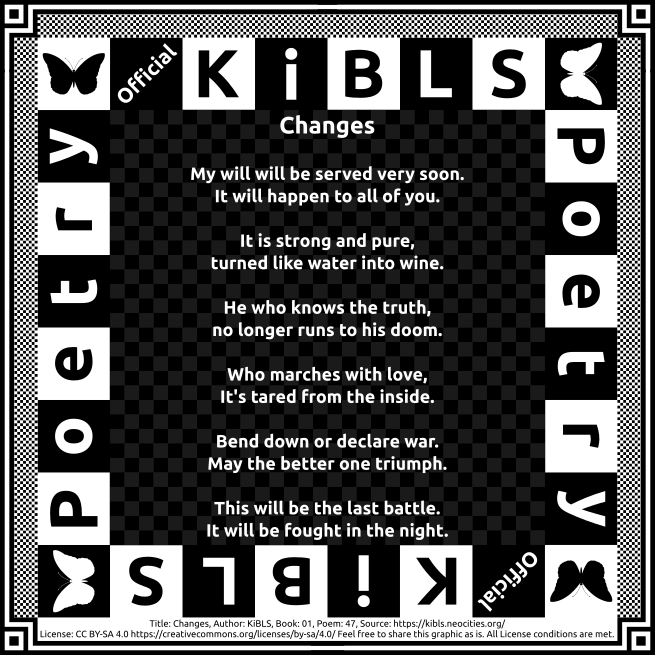 Official KiBLS
Poetry
Poetry
Changes
My will will be served very soon.
It will happen to all of you.
It is strong and pure,
turned like water into wine.
He who knows the truth,
no longer runs to his doom.
Who marches with love,
It's tared from the inside.
Bend down or declare war.
May the better one triumph.
This will be the last battle.
It will be fought in the night.
Official KiBLS
Title: Changes, Author: KiBLS, Book: 01, Poem: 47, Source: https://kibls.neocities.org/
License: CC BY-SA 4.0 https://creativecommons.org/licenses/by-sa/4.0/ Feel free to share this graphic as is. All License conditions are met.